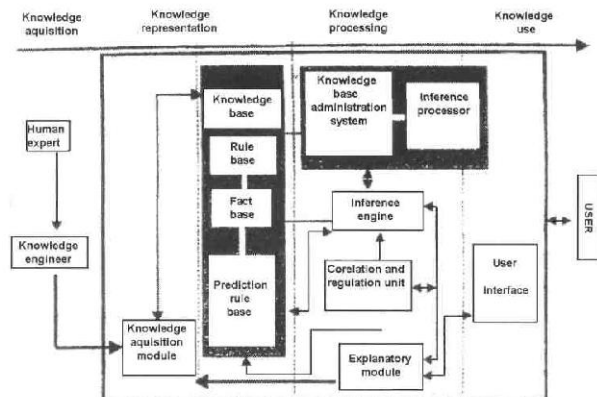 Knowledge
aquisition
Knowledge
representation
Knowledge
processing
Knowledge
use
Knowledge
base
Knowledge
base
administration
system
Inference
processor
Human
expert
Rule
base
Fact
base
Inference
engine
USER
Knowledge
engineer
Prediction
rule
base
Corelation and
regulation unit
User
Interface
Knowledge
aquisition
module
Explanatory
module